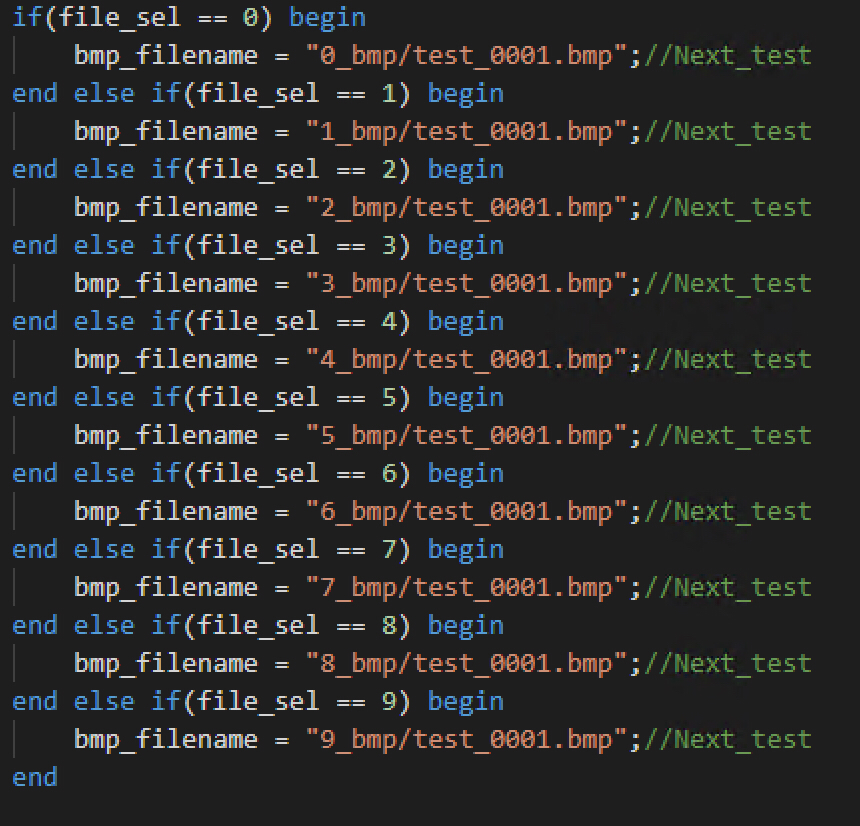 if(file_sel == 0) begin
    bmp_filename = "0_bmp/test_0001.bmp";//Next_test
end else if(file_sel == 1) begin
    bmp_filename = "1_bmp/test_0001.bmp";//Next_test
end else if(file_sel == 2) begin
    bmp_filename = "2_bmp/test_0001.bmp";//Next_test
end else if(file_sel == 3) begin
    bmp_filename = "3_bmp/test_0001.bmp";//Next_test
end else if(file_sel == 4) begin
    bmp_filename = "4_bmp/test_0001.bmp";//Next_test
end else if(file_sel == 5) begin
    bmp_filename = "5_bmp/test_0001.bmp";//Next_test
end else if(file_sel == 6) begin
    bmp_filename = "6_bmp/test_0001.bmp";//Next_test
end else if(file_sel == 7) begin
    bmp_filename = "7_bmp/test_0001.bmp";//Next_test
end else if(file_sel == 8) begin
    bmp_filename = "8_bmp/test_0001.bmp";//Next_test
end else if(file_sel == 9) begin
    bmp_filename = "9_bmp/test_0001.bmp";//Next_test
end